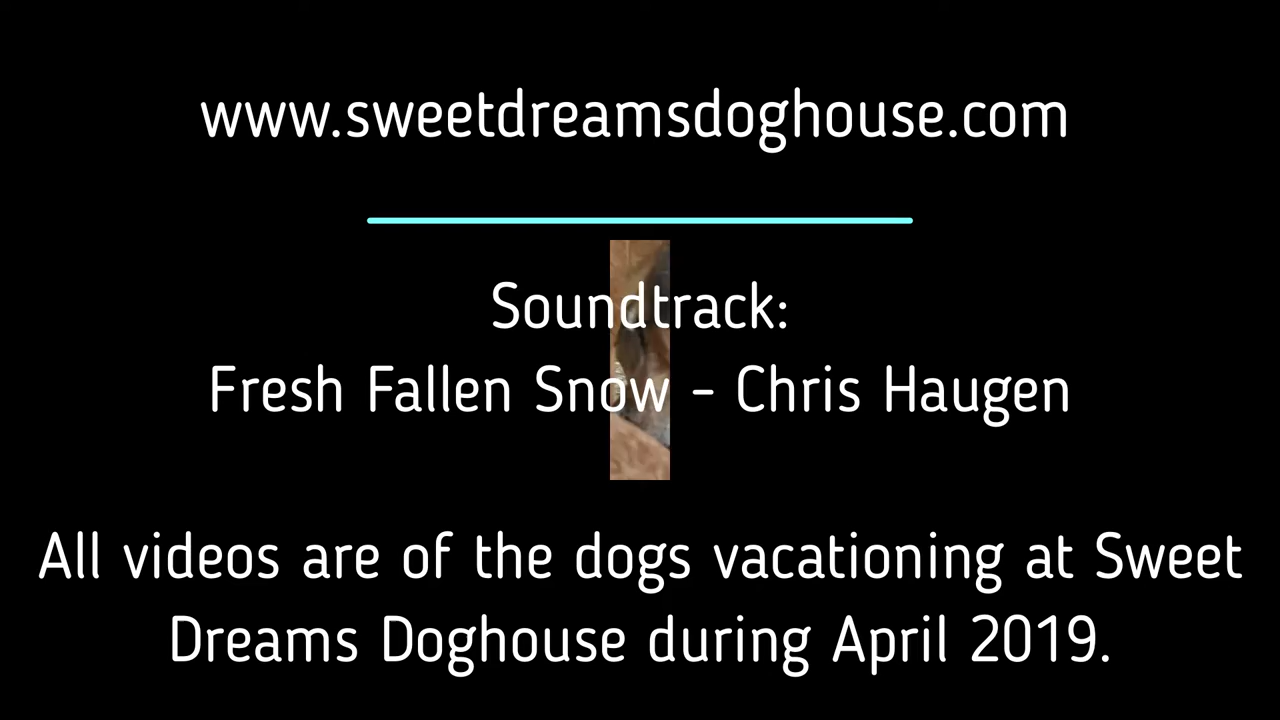 www.sweetdreamsdoghouse.com
Soundtrack:
Fresh Fallen Snow - Chris Haugen
All videos are of the dogs vacationing at Sweet
Dreams Doghouse during April 2019.